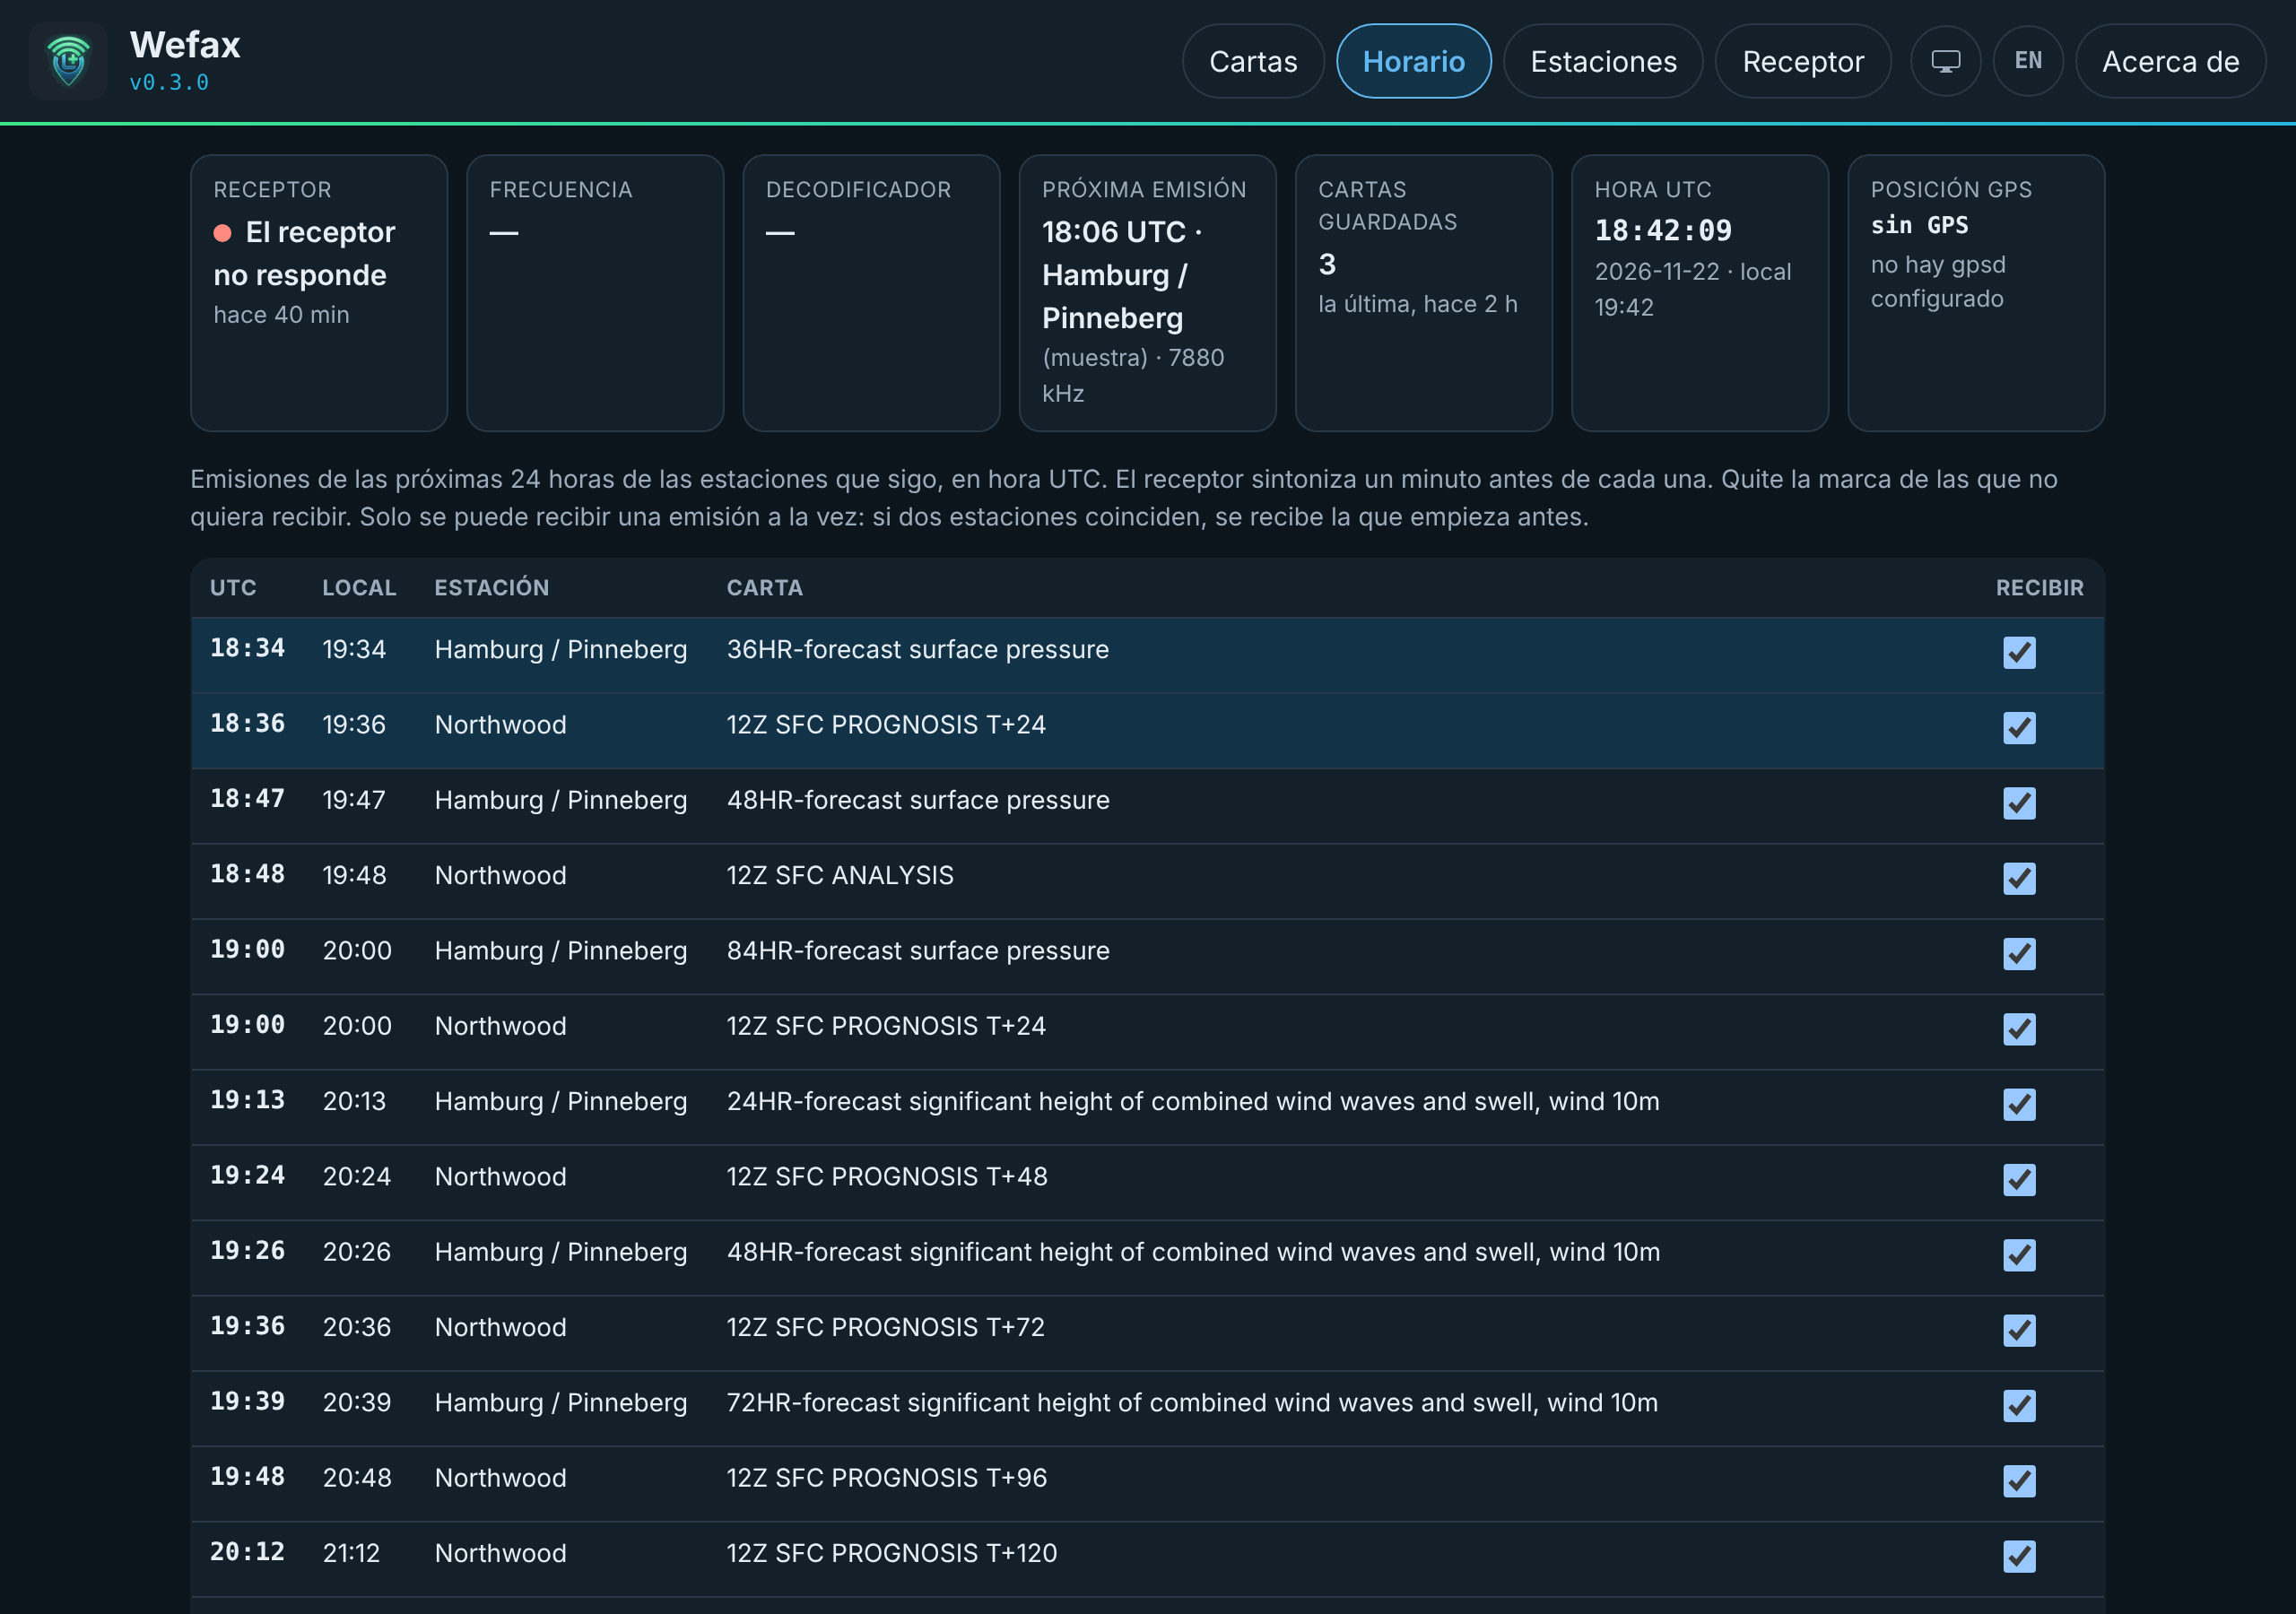 Wefax
v0.3.0
Cartas
Horario
Estaciones
Receptor
EN
Acerca de
RECEPTOR
El receptor
no responde
hace 40 min
FRECUENCIA
—
DECODIFICADOR
—
PRÓXIMA EMISIÓN
18:06 UTC ·
Hamburg /
Pinneberg
(muestra) · 7880
kHz
CARTAS
GUARDADAS
3
la última, hace 2 h
HORA UTC
18:42:09
2026-11-22 · local
19:42
POSICIÓN GPS
sin GPS
no hay gpsd
configurado
Emisiones de las próximas 24 horas de las estaciones que sigo, en hora UTC. El receptor sintoniza un minuto antes de cada una. Quite la marca de las que no
quiera recibir. Solo se puede recibir una emisión a la vez: si dos estaciones coinciden, se recibe la que empieza antes.
UTC LOCAL ESTACIÓN CARTA RECIBIR
18:34 19:34 Hamburg / Pinneberg 36HR-forecast surface pressure
18:36 19:36 Northwood 12Z SFC PROGNOSIS T+24
18:47 19:47 Hamburg / Pinneberg 48HR-forecast surface pressure
18:48 19:48 Northwood 12Z SFC ANALYSIS
19:00 20:00 Hamburg / Pinneberg 84HR-forecast surface pressure
19:00 20:00 Northwood 12Z SFC PROGNOSIS T+24
19:13 20:13 Hamburg / Pinneberg 24HR-forecast significant height of combined wind waves and swell, wind 10m
19:24 20:24 Northwood 12Z SFC PROGNOSIS T+48
19:26 20:26 Hamburg / Pinneberg 48HR-forecast significant height of combined wind waves and swell, wind 10m
19:36 20:36 Northwood 12Z SFC PROGNOSIS T+72
19:39 20:39 Hamburg / Pinneberg 72HR-forecast significant height of combined wind waves and swell, wind 10m
19:48 20:48 Northwood 12Z SFC PROGNOSIS T+96
20:12 21:12 Northwood 12Z SFC PROGNOSIS T+120